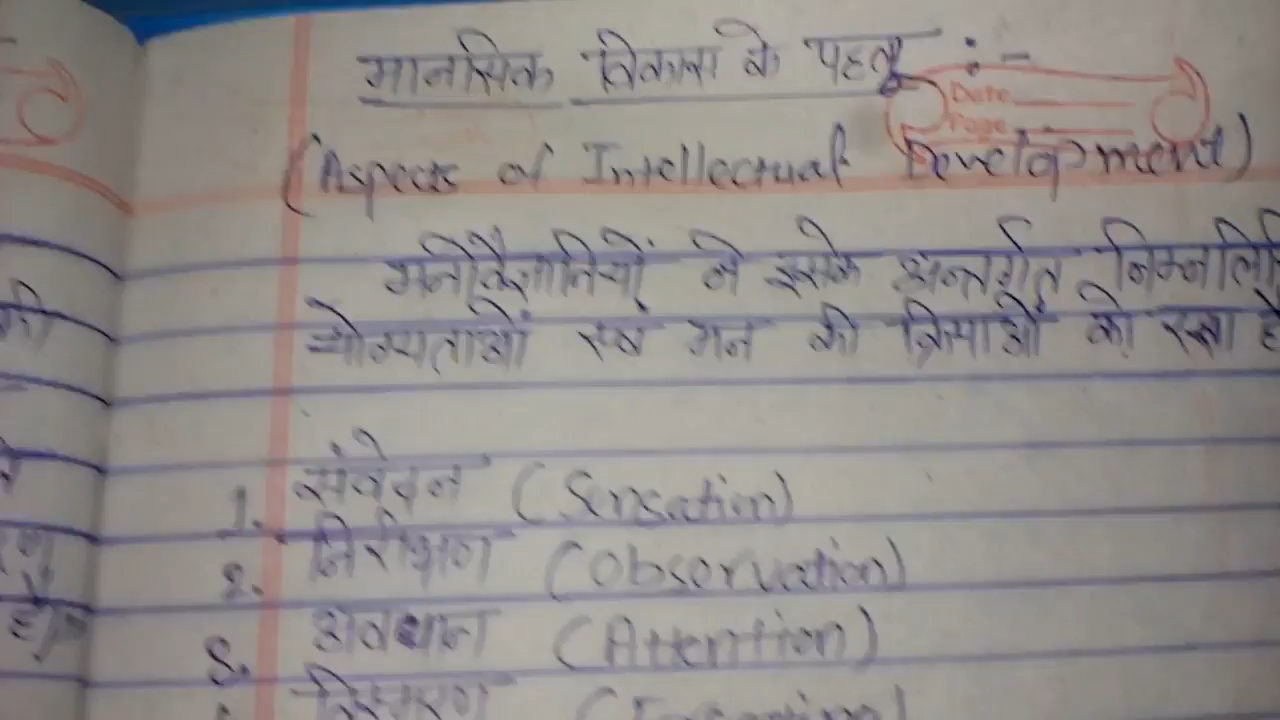 मानसिक विकास के पहलू :-
Date
Page
(Aspects of Intellectual Development)
मनोवैज्ञानियों ने इसके अन्तर्गत निम्नलि
योग्यताओं एवं मन की क्रियाओं को रखा है
1. संवेदन (Sensation)
2. निरीक्षण (Observation)
3. अवधान (Attention)